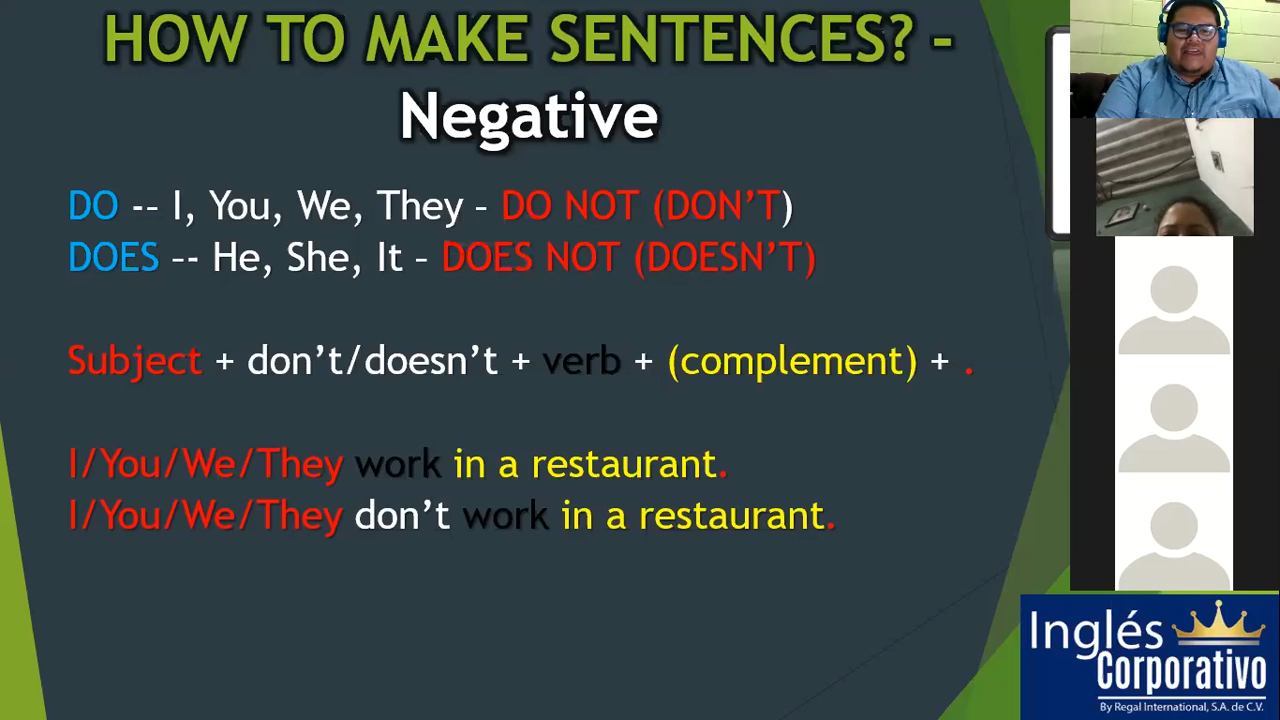 HOW TO MAKE SENTENCES? -
Negative
DO -– I, You, We, They – DO NOT (DON’T)
DOES –- He, She, It – DOES NOT (DOESN’T)
Subject + don’t/doesn’t + verb + (complement) + .
I/You/We/They work in a restaurant.
I/You/We/They don’t work in a restaurant.
Inglés
Corporativo
By Regal International, S.A. de C.V.